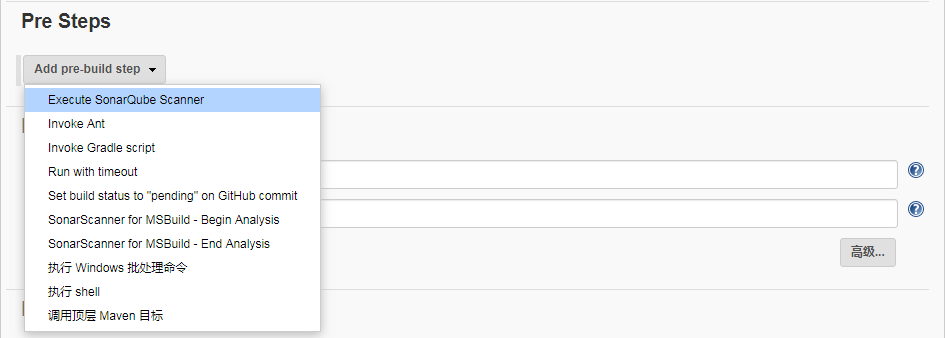 Pre Steps
Add pre-build step
Execute SonarQube Scanner
Invoke Ant
Invoke Gradle script
Run with timeout
Set build status to "pending" on GitHub commit
SonarScanner for MSBuild - Begin Analysis
SonarScanner for MSBuild - End Analysis
高级...
执行 Windows 批处理命令
执行 shell
调用顶层 Maven 目标